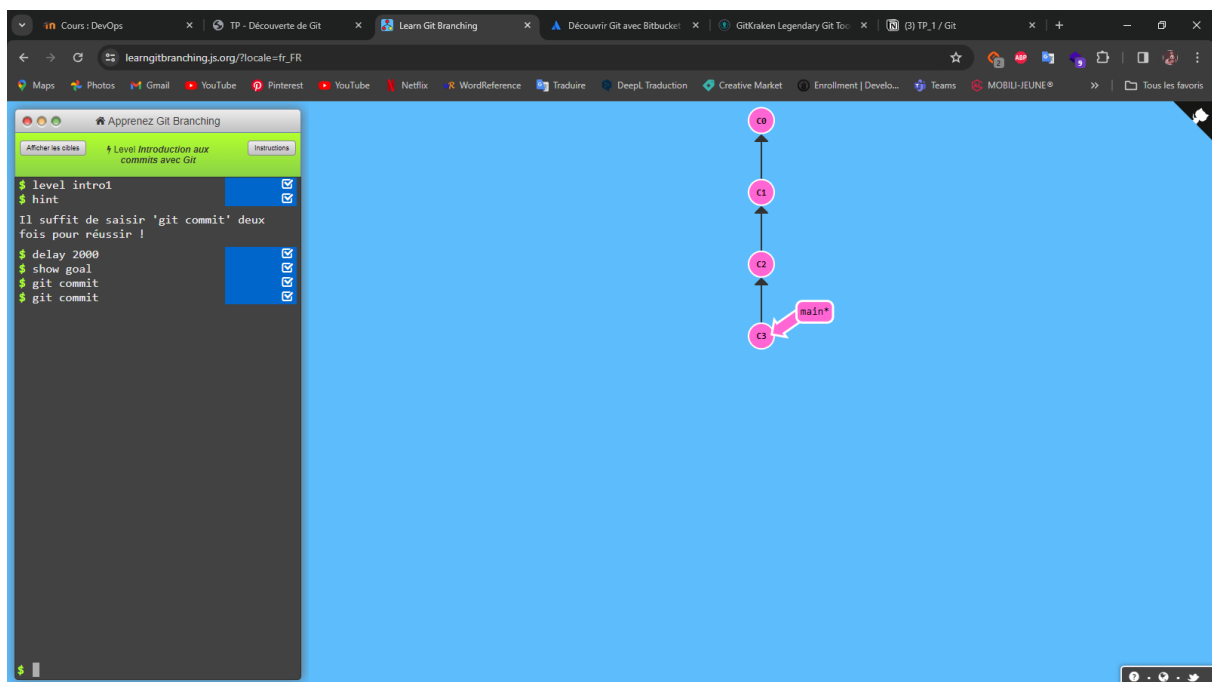 Cours : DevOps
TP - Découverte de Git
Learn Git Branching
Découvrir Git avec Bitbucket
GitKraken Legendary Git Too
(3) TP_1 / Git
learngitbranching.js.org/?locale=fr_FR
Maps
Photos
Gmail
YouTube
Pinterest
YouTube
Netflix
WordReference
Traduire
DeepL Traduction
Creative Market
Enrollment | Develo...
Teams
MOBILI-JEUNE®
Tous les favoris
Apprenez Git Branching
Afficher les cibles
Level Introduction aux
commits avec Git
Instructions
$ level intro1
$ hint
Il suffit de saisir 'git commit' deux
fois pour réussir !
$ delay 2000
$ show goal
$ git commit
$ git commit
$
C0
C1
C2
main*
C3